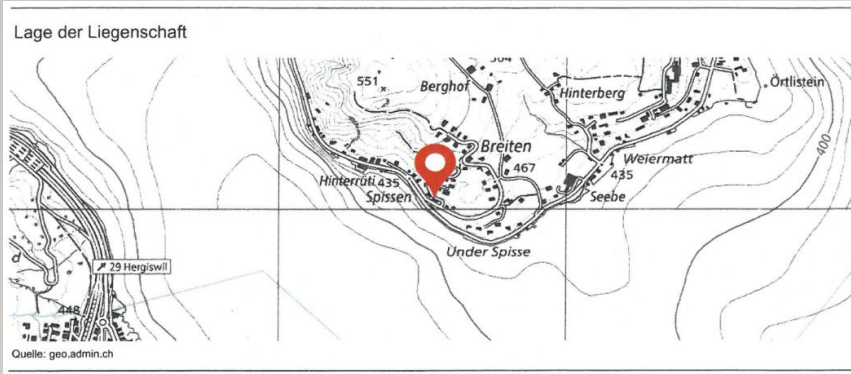 Lage der Liegenschaft
551
Berghof
Hinterberg
Örtlistein
Breiten
467
Weiermatt
435
400
Hinterrüti 435
Spissen
Seebe
Under Spisse
d
29 Hergiswil
448
Quelle: geo.admin.ch